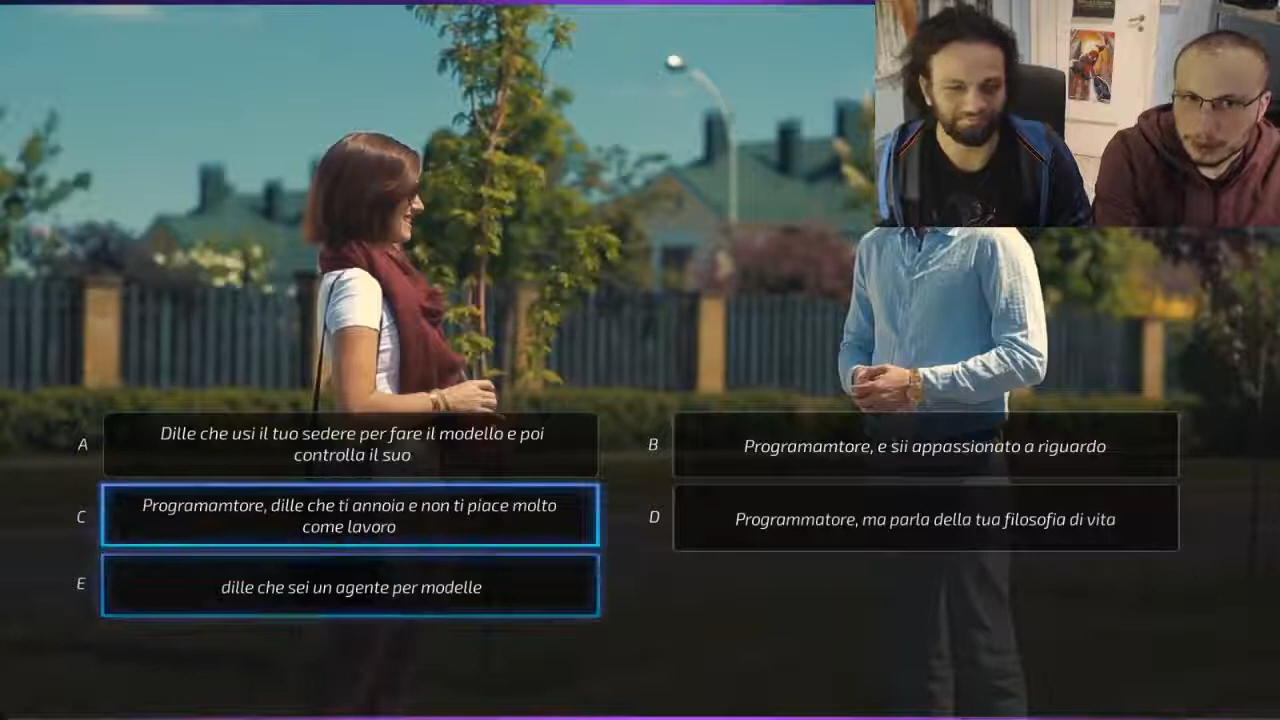 A
Dille che usi il tuo sedere per fare il modello e poi
controlla il suo
B
Programamtore, e sii appassionato a riguardo
C
Programamtore, dille che ti annoia e non ti piace molto
come lavoro
D
Programmatore, ma parla della tua filosofia di vita
E
dille che sei un agente per modelle